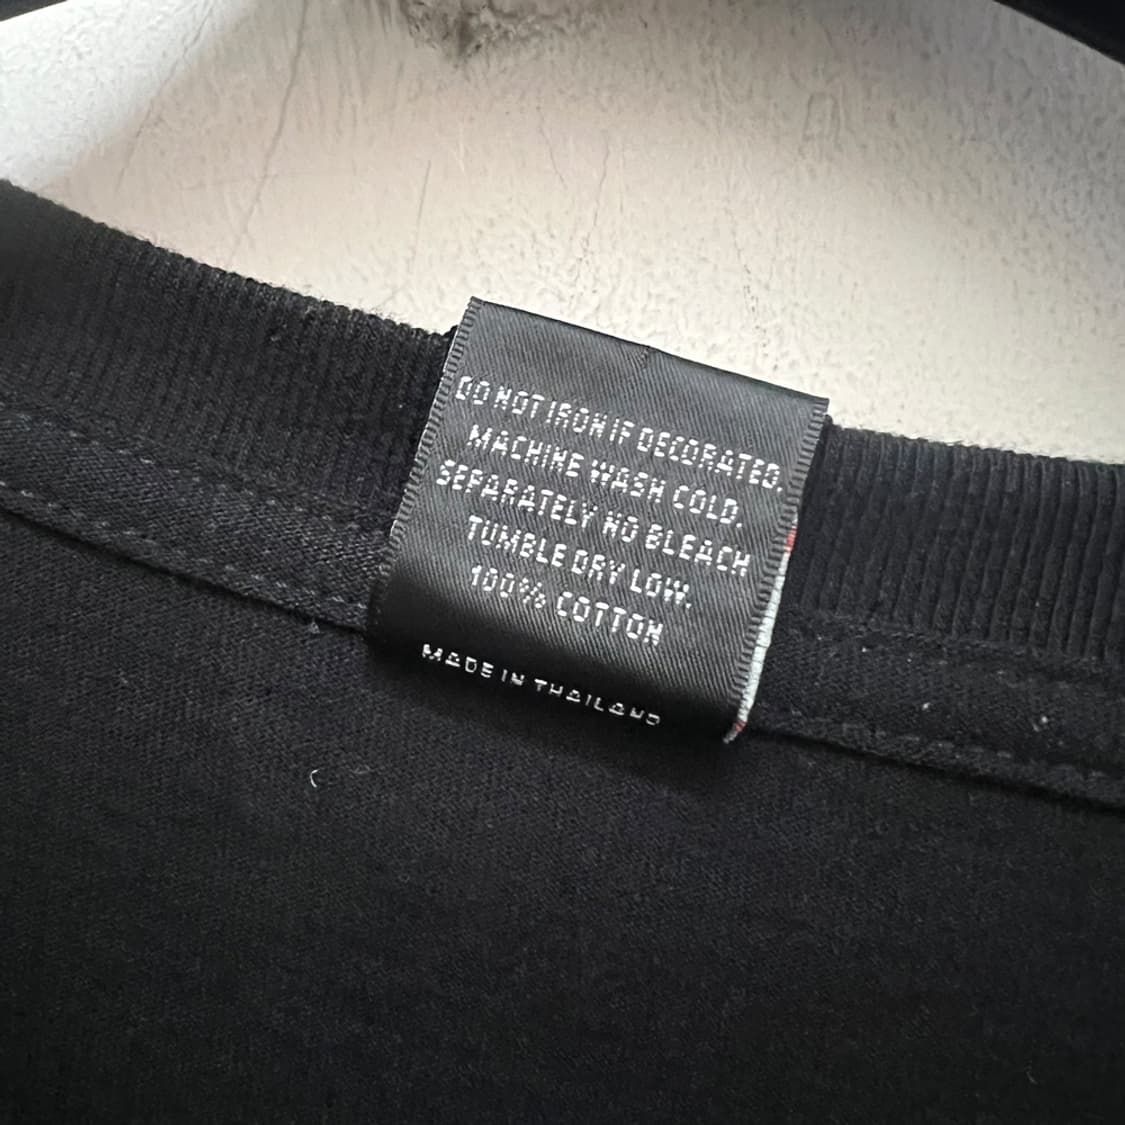 DO NOT IRON IF DECORATED.
MACHINE WASH COLD.
SEPARATELY NO BLEACH
TUMBLE DRY LOW.
100% COTTON
MADE IN THAILAND